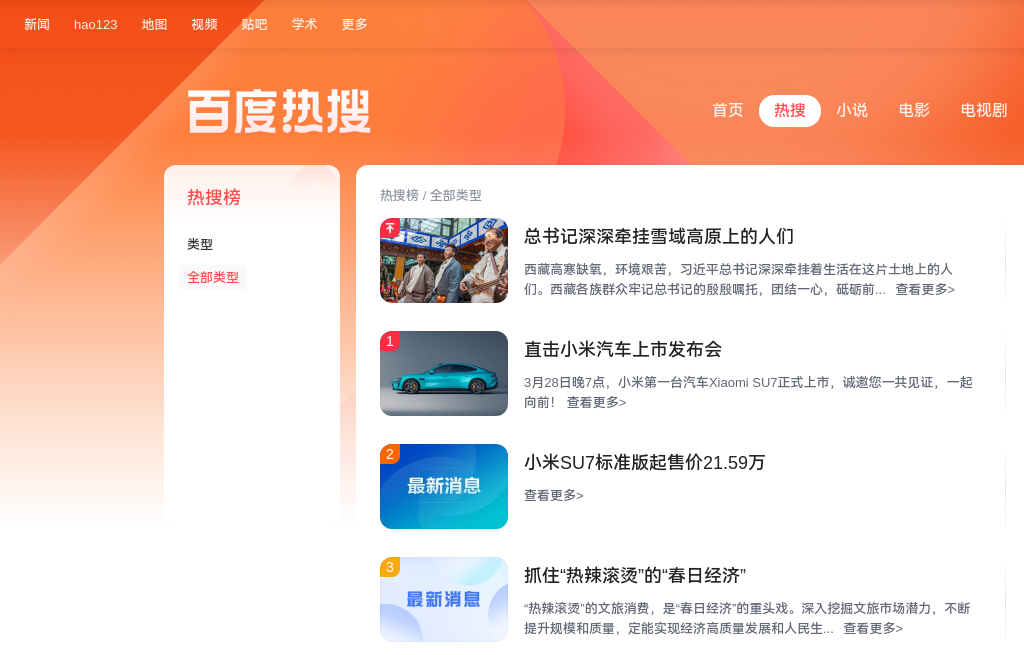 新闻 hao123 地图 视频 贴吧 学术 更多
百度热搜
首页 热搜 小说 电影 电视剧
热搜榜
类型
全部类型
热搜榜 / 全部类型
总书记深深牵挂雪域高原上的人们
西藏高寒缺氧，环境艰苦，习近平总书记深深牵挂着生活在这片土地上的人
们。西藏各族群众牢记总书记的殷殷嘱托，团结一心，砥砺前... 查看更多>
1
直击小米汽车上市发布会
3月28日晚7点，小米第一台汽车Xiaomi SU7正式上市，诚邀您一共见证，一起
向前！ 查看更多>
2
最新消息
小米SU7标准版起售价21.59万
查看更多>
3
最新消息
抓住“热辣滚烫”的“春日经济”
“热辣滚烫”的文旅消费，是“春日经济”的重头戏。深入挖掘文旅市场潜力，不断
提升规模和质量，定能实现经济高质量发展和人民生... 查看更多>